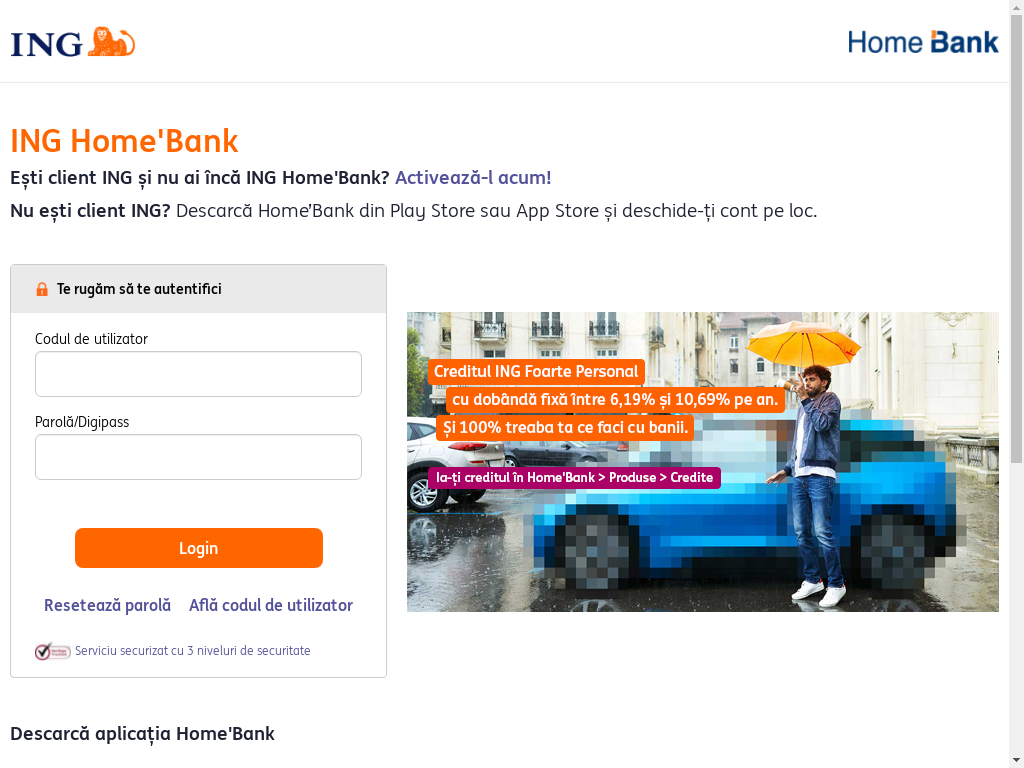 ING
Home'Bank
ING Home'Bank
Ești client ING și nu ai încă ING Home'Bank? Activează-l acum!
Nu ești client ING? Descarcă Home’Bank din Play Store sau App Store și deschide-ți cont pe loc.
Te rugăm să te autentifici
Codul de utilizator
Parolă/Digipass
Login
Resetează parolă Află codul de utilizator
Serviciu securizat cu 3 niveluri de securitate
Creditul ING Foarte Personal
cu dobândă fixă între 6,19% și 10,69% pe an.
Și 100% treaba ta ce faci cu banii.
Ia-ți creditul în Home'Bank > Produse > Credite
Descarcă aplicația Home'Bank